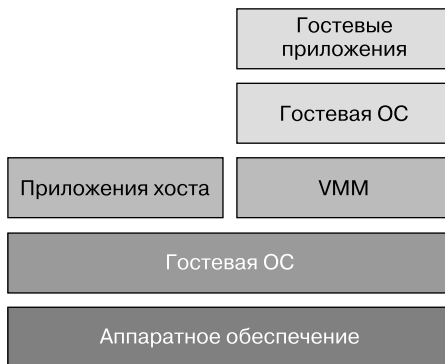 Гостевые
приложения
Гостевая ОС
Приложения хоста
VMM
Гостевая ОС
Аппаратное обеспечение